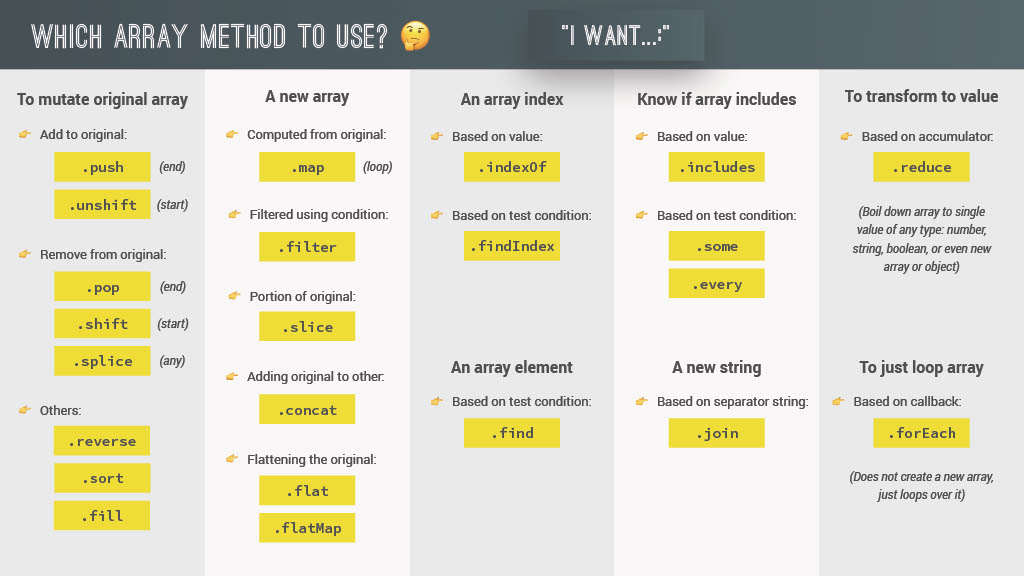 WHICH ARRAY METHOD TO USE? 🤔
"I WANT...:"
To mutate original array
👉 Add to original:
.push (end)
.unshift (start)
👉 Remove from original:
.pop (end)
.shift (start)
.splice (any)
👉 Others:
.reverse
.sort
.fill
A new array
👉 Computed from original:
.map (loop)
👉 Filtered using condition:
.filter
👉 Portion of original:
.slice
👉 Adding original to other:
.concat
👉 Flattening the original:
.flat
.flatMap
An array index
👉 Based on value:
.indexOf
👉 Based on test condition:
.findIndex
An array element
👉 Based on test condition:
.find
Know if array includes
👉 Based on value:
.includes
👉 Based on test condition:
.some
.every
A new string
👉 Based on separator string:
.join
To transform to value
👉 Based on accumulator:
.reduce
(Boil down array to single
value of any type: number,
string, boolean, or even new
array or object)
To just loop array
👉 Based on callback:
.forEach
(Does not create a new array,
just loops over it)